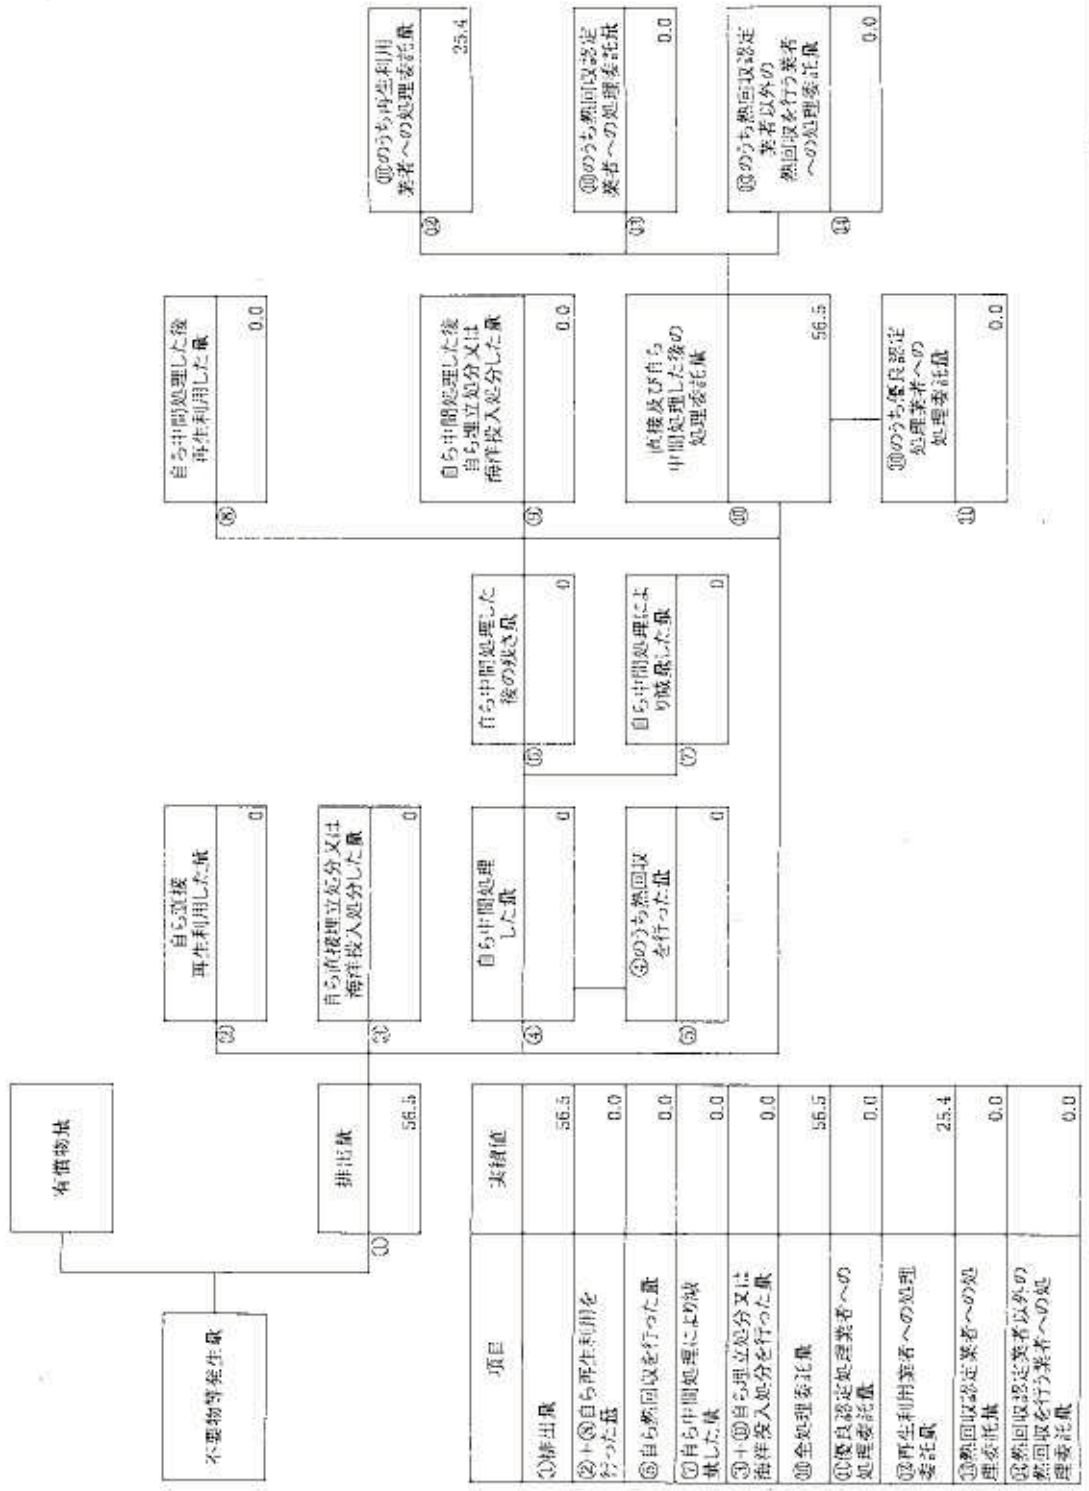 不要物等発生量
有償物量
排出量
①
56.5
自ら直接
再生利用した量
②
0
自ら直接埋立処分又は
海洋投入処分した量
③
0
自ら中間処理
した量
④
0
④のうち熱回収
を行った量
⑤
0
自ら中間処理した
後の残さ量
⑥
0
自ら中間処理によ
り減量した量
⑦
0
自ら中間処理した後
再生利用した量
⑧
0.0
自ら中間処理した後
自ら埋立処分又は
海洋投入処分した量
⑨
0.0
直接及び自ら
中間処理した後の
処理委託量
⑩
56.5
⑩のうち優良認定
処理業者への
処理委託量
⑪
0.0
⑩のうち再生利用
業者への処理委託量
⑫
25.4
⑩のうち熱回収認定
業者への処理委託量
⑬
0.0
⑩のうち熱回収認定
業者以外の
熱回収を行う業者
への処理委託量
⑭
0.0
項目
実績値
①排出量
56.5
②+⑧自ら再生利用を
行った量
0.0
⑤自ら熱回収を行った量
0.0
⑦自ら中間処理により減
量した量
0.0
③+⑨自ら埋立処分又は
海洋投入処分を行った量
0.0
⑩全処理委託量
56.5
⑪優良認定処理業者への
処理委託量
0.0
⑫再生利用業者への処理
委託量
25.4
⑬熱回収認定業者への処
理委託量
0.0
⑭熱回収認定業者以外の
熱回収を行う業者への処
理委託量
0.0